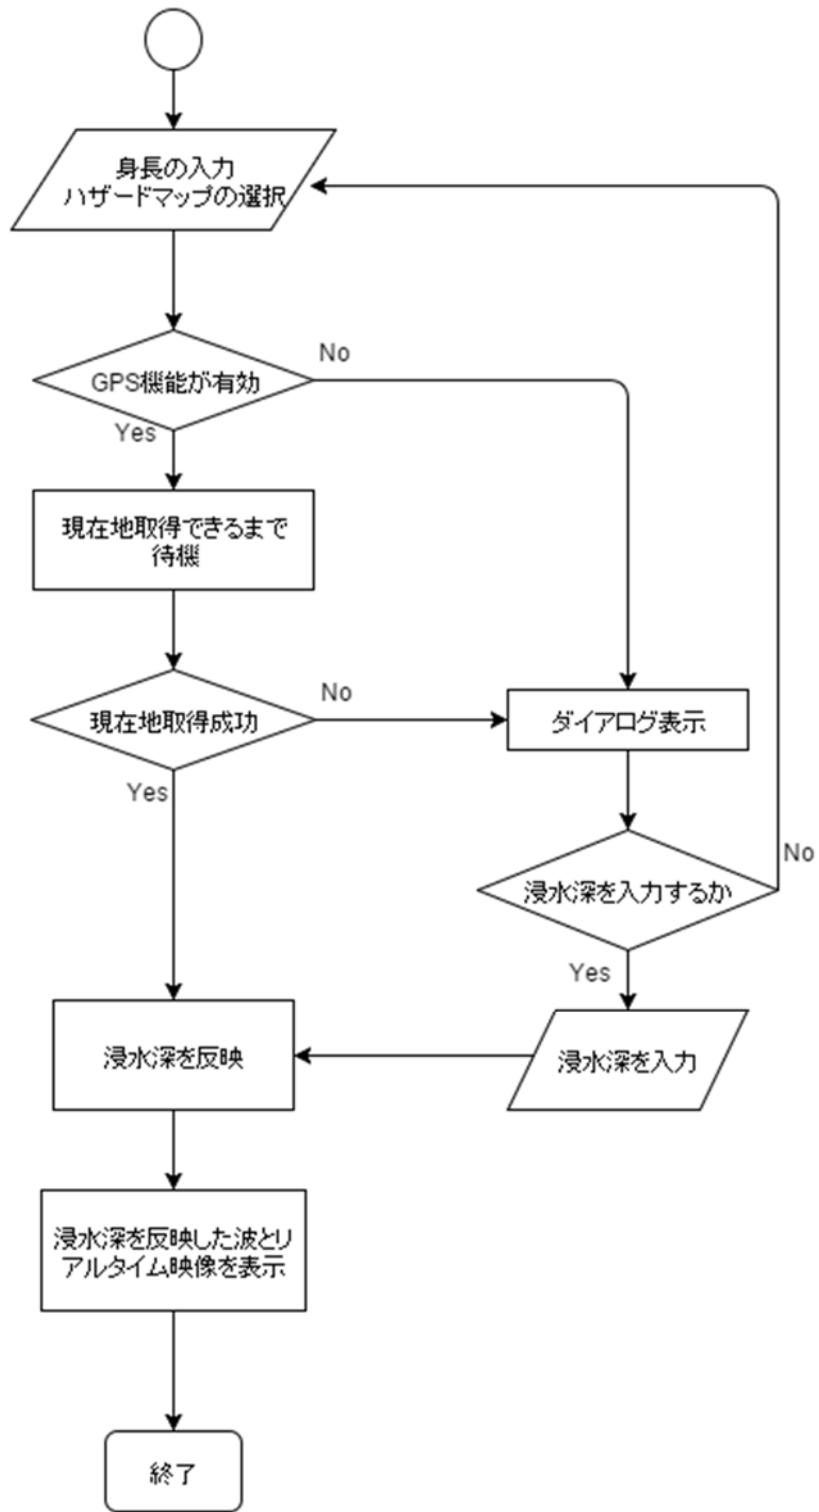 身長の入力
ハザードマップの選択
GPS機能が有効
No
Yes
現在地取得できるまで
待機
現在地取得成功
No
Yes
ダイアログ表示
浸水深を入力するか
No
Yes
浸水深を反映
浸水深を入力
浸水深を反映した波とリ
アルタイム映像を表示
終了